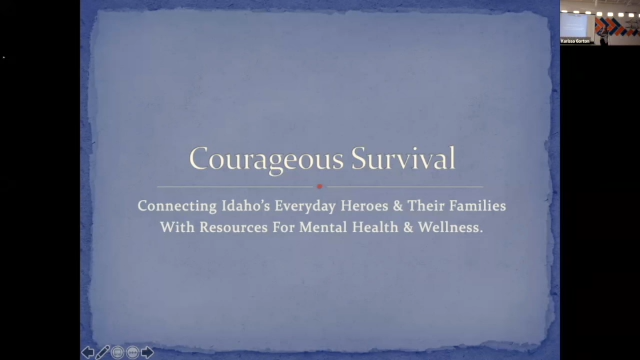 Courageous Survival
Connecting Idaho's Everyday Heroes & Their Families
With Resources For Mental Health & Wellness.